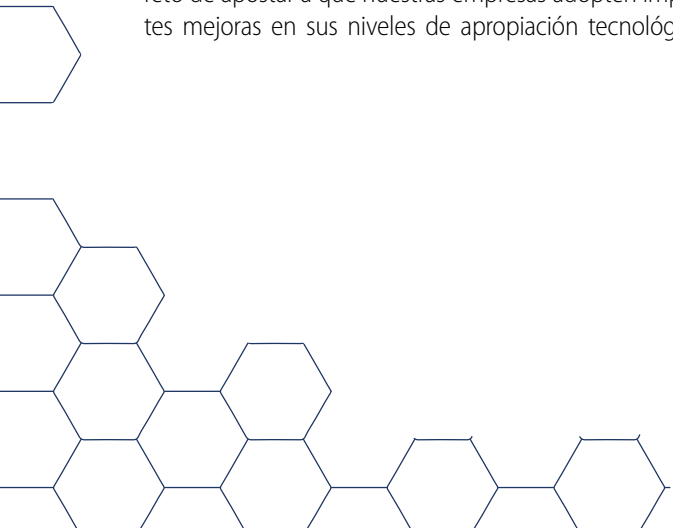 reto de apostar a que nuestras empresas adopten imp
tes mejoras en sus niveles de apropiación tecnológ